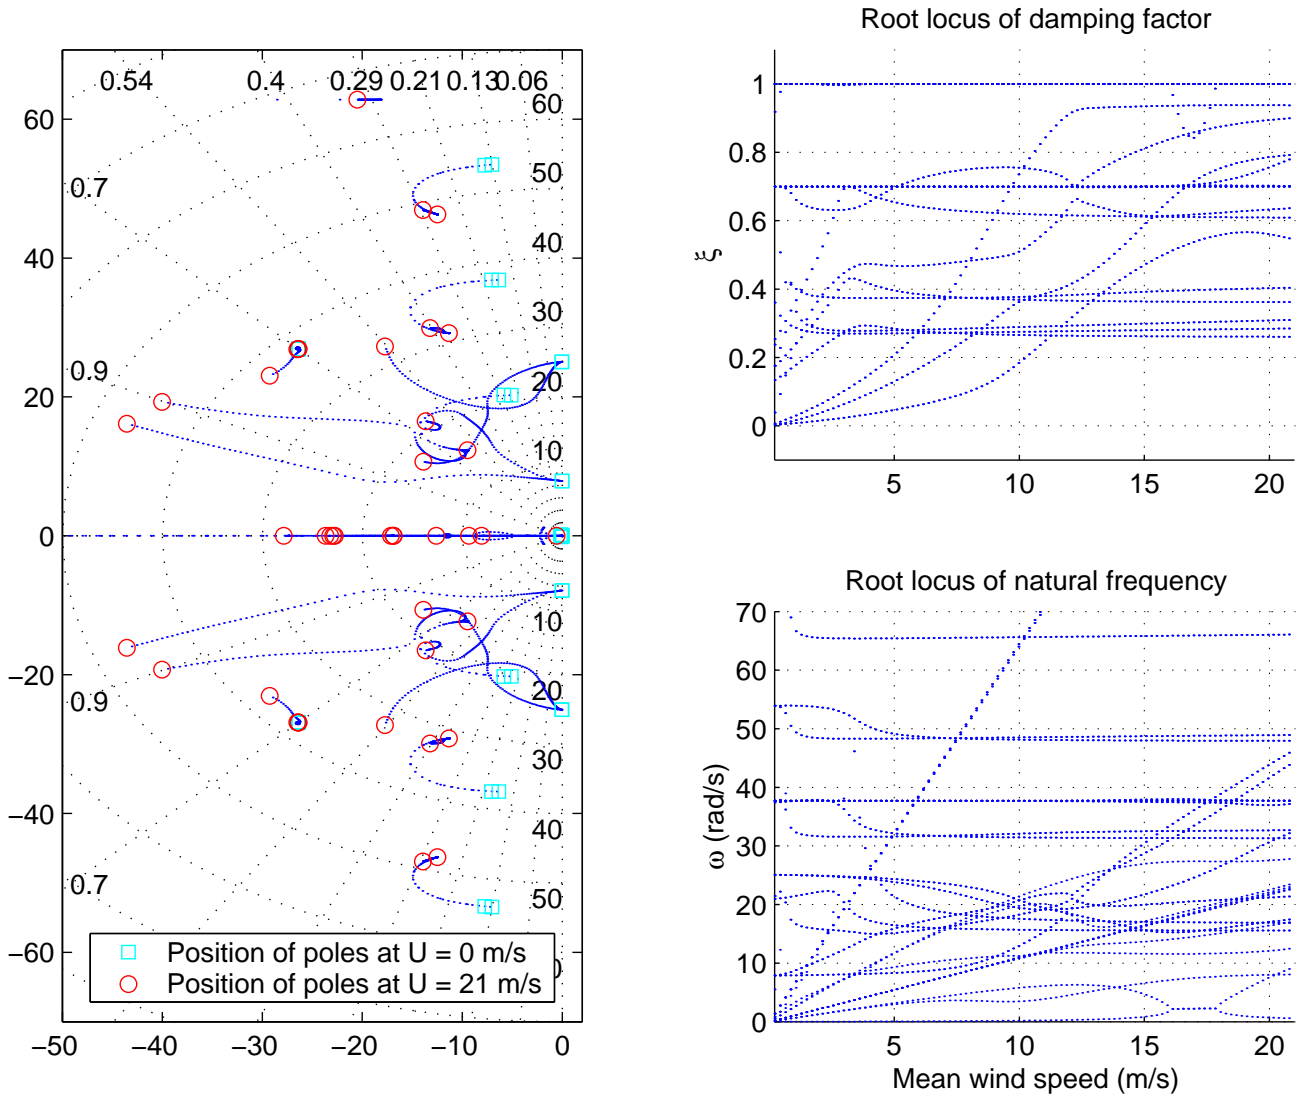 0.54 0.4 0.29 0.21 0.13 0.06
60 60
50
0.7
40 40
30
0.9
20 20
10
0 0
10
−20 0.9 20
30
−40 40
0.7 50
−60
Position of poles at U = 0 m/s
Position of poles at U = 21 m/s
−50 −40 −30 −20 −10 0
Root locus of damping factor
1
0.8
0.6
ξ
0.4
0.2
0
5 10 15 20
Root locus of natural frequency
70
60
50
40
ω (rad/s)
30
20
10
0
5 10 15 20
Mean wind speed (m/s)